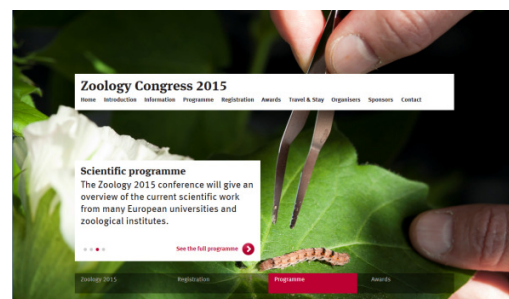 Zoology Congress 2015
Home Introduction Information Programme Registration Awards Travel & Stay Organisers Sponsors Contact
Scientific programme
The Zoology 2015 conference will give an
overview of the current scientific work
from many European universities and
zoological institutes.
See the full programme
Zoology 2015 Registration Programme Awards